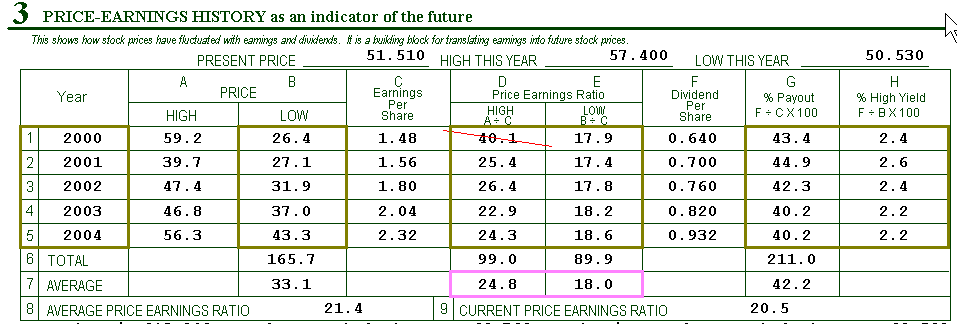 3 PRICE-EARNINGS HISTORY as an indicator of the future
This shows how stock prices have fluctuated with earnings and dividends. It is a building block for translating earnings into future stock prices.
PRESENT PRICE 51.510 HIGH THIS YEAR 57.400 LOW THIS YEAR 50.530
Year A PRICE B C Earnings Per Share D Price Earnings Ratio E F Dividend Per Share G % Payout F ÷ C X 100 H % High Yield F ÷ B X 100
HIGH LOW HIGH A ÷ C LOW B ÷ C
1 2000 59.2 26.4 1.48 40.1 17.9 0.640 43.4 2.4
2 2001 39.7 27.1 1.56 25.4 17.4 0.700 44.9 2.6
3 2002 47.4 31.9 1.80 26.4 17.8 0.760 42.3 2.4
4 2003 46.8 37.0 2.04 22.9 18.2 0.820 40.2 2.2
5 2004 56.3 43.3 2.32 24.3 18.6 0.932 40.2 2.2
6 TOTAL 165.7 99.0 89.9 211.0
7 AVERAGE 33.1 24.8 18.0 42.2
8 AVERAGE PRICE EARNINGS RATIO 21.4 9 CURRENT PRICE EARNINGS RATIO 20.5